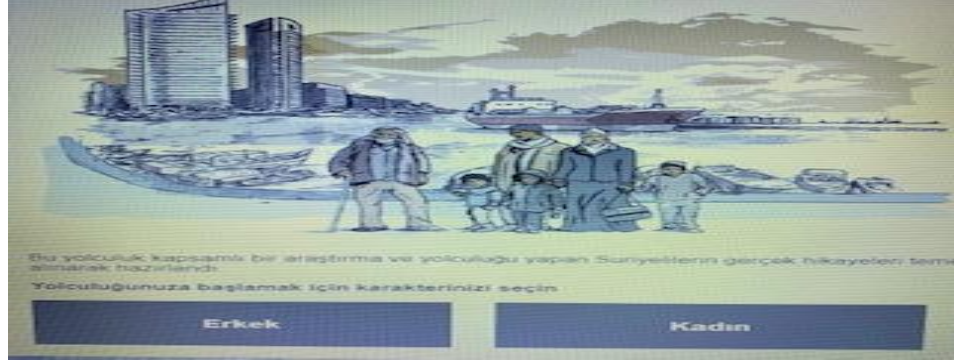 Bu yolculuk kapsamlı bir araştırma ve yolculuğu yapan Suriyelilerin gerçek hikayeleri
alınarak hazırlandı
Yolculuğunuza başlamak için karakterinizi seçin
Erkek
Kadın